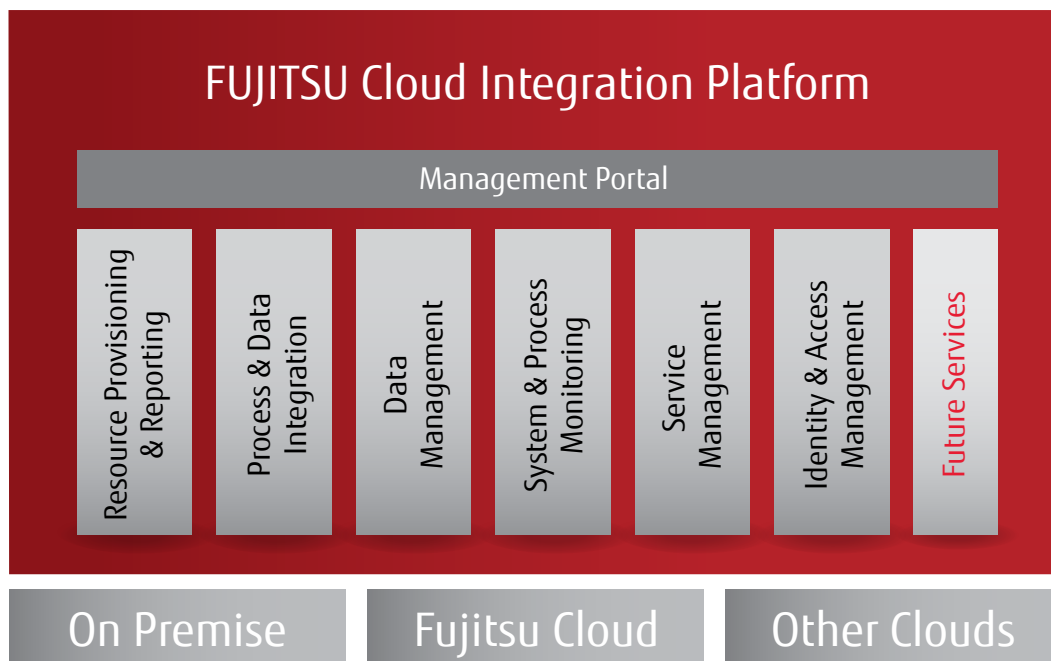 FUJITSU Cloud Integration Platform
Management Portal
Resource Provisioning
& Reporting
Process & Data
Integration
Data
Management
System & Process
Monitoring
Service
Management
Identity & Access
Management
Future Services
On Premise
Fujitsu Cloud
Other Clouds